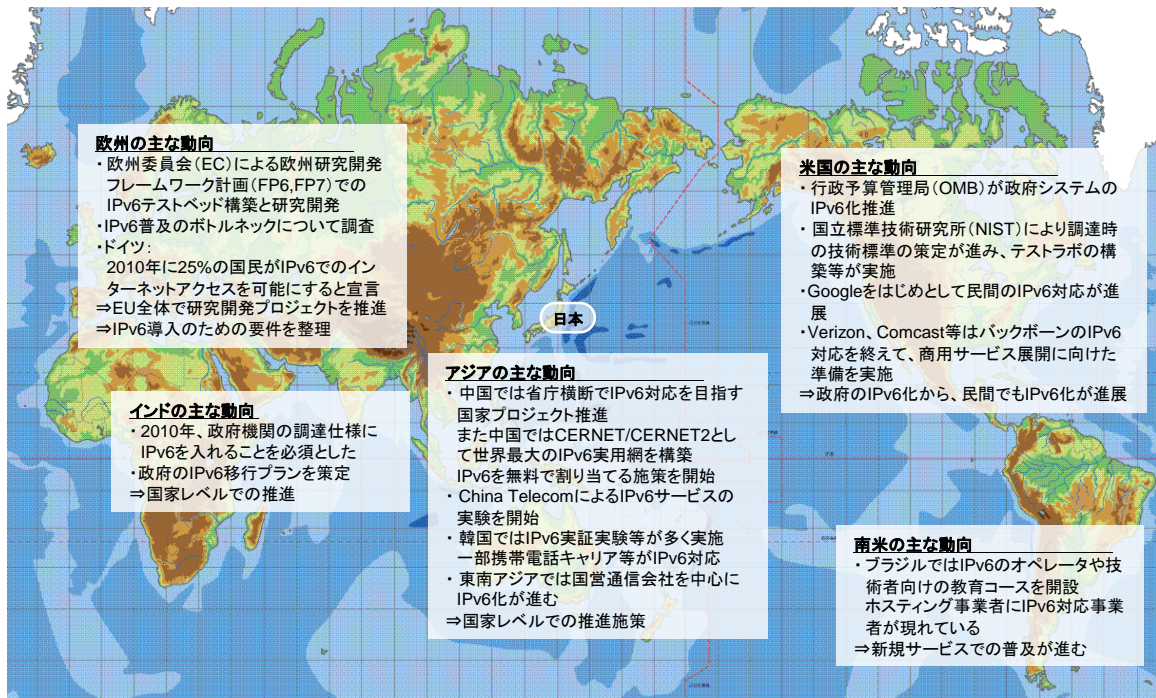 欧州の主な動向
・欧州委員会(EC)による欧州研究開発
フレームワーク計画(FP6,FP7)での
IPv6テストベッド構築と研究開発
・IPv6普及のボトルネックについて調査
・ドイツ:
2010年に25%の国民がIPv6でのイン
ターネットアクセスを可能にすると宣言
⇒EU全体で研究開発プロジェクトを推進
⇒IPv6導入のための要件を整理
インドの主な動向
・2010年、政府機関の調達仕様に
IPv6を入れることを必須とした
・政府のIPv6移行プランを策定
⇒国家レベルでの推進
日本
アジアの主な動向
・中国では省庁横断でIPv6対応を目指す
国家プロジェクト推進
また中国ではCERNET/CERNET2とし
て世界最大のIPv6実用網を構築
IPv6を無料で割り当てる施策を開始
・China TelecomによるIPv6サービスの
実験を開始
・韓国ではIPv6実証実験等が多く実施
一部携帯電話キャリア等がIPv6対応
・東南アジアでは国営通信会社を中心に
IPv6化が進む
⇒国家レベルでの推進施策
米国の主な動向
・行政予算管理局(OMB)が政府システムの
IPv6化推進
・国立標準技術研究所(NIST)により調達時
の技術標準の策定が進み、テストラボの構
築等が実施
・Googleをはじめとして民間のIPv6対応が進
展
・Verizon、Comcast等はバックボーンのIPv6
対応を終えて、商用サービス展開に向けた
準備を実施
⇒政府のIPv6化から、民間でもIPv6化が進展
南米の主な動向
・ブラジルではIPv6のオペレータや技
術者向けの教育コースを開設
ホスティング事業者にIPv6対応事業
者が現れている
⇒新規サービスでの普及が進む